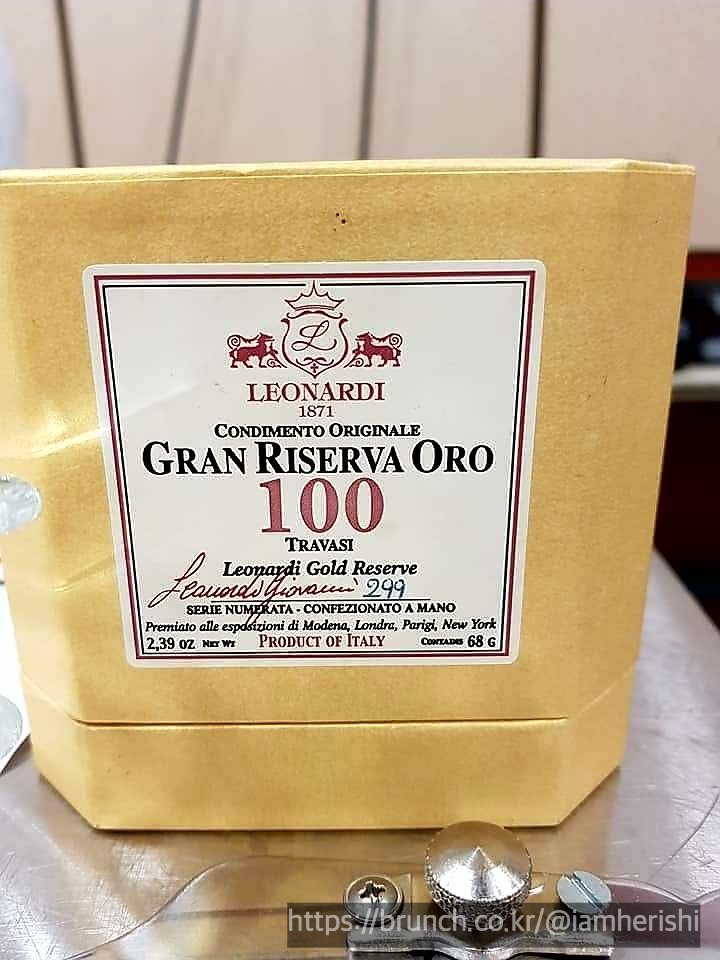 L
LEONARDI
1871
CONDIMENTO ORIGINALE
GRAN RISERVA ORO
100
TRAVASI
Leonardi Gold Reserve
Leonardi Giovanni 299
SERIE NUMERATA - CONFEZIONATO A MANO
Premiato alle esposizioni di Modena, Londra, Parigi, New York
2,39 OZ NET WT PRODUCT OF ITALY CONTAINS 68 G
https://brunch.co.kr/@iamherishi